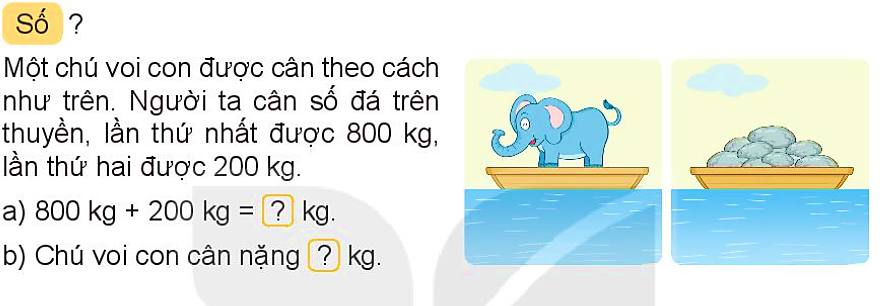 Số ?
Một chú voi con được cân theo cách
như trên. Người ta cân số đá trên
thuyền, lần thứ nhất được 800 kg,
lần thứ hai được 200 kg.
a) 800 kg + 200 kg = ? kg.
b) Chú voi con cân nặng ? kg.